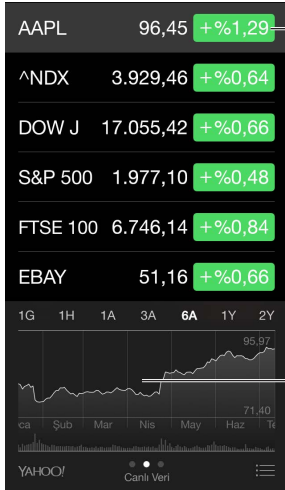 AAPL 96,45 +%1,29
^NDX 3.929,46 +%0,64
DOW J 17.055,42 +%0,66
S&P 500 1.977,10 +%0,48
FTSE 100 6.746,14 +%0,84
EBAY 51,16 +%0,66
1G 1H 1A 3A 6A 1Y 2Y
95,97
71,40
ca Şub Mar Nis May Haz Te
YAHOO!
Canlı Veri